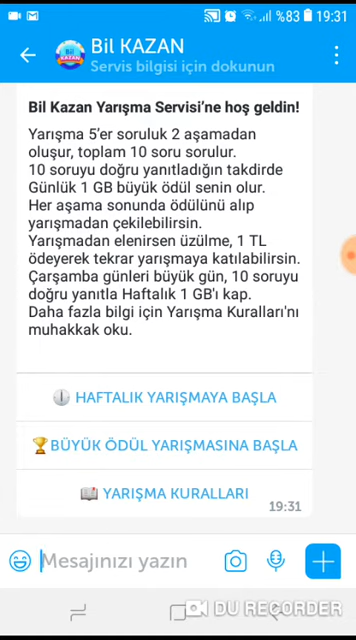 %83 19:31
Bil KAZAN
Servis bilgisi için dokunun
Bil Kazan Yarışma Servisi'ne hoş geldin!
Yarışma 5'er soruluk 2 aşamadan
oluşur, toplam 10 soru sorulur.
10 soruyu doğru yanıtladığın takdirde
Günlük 1 GB büyük ödül senin olur.
Her aşama sonunda ödülünü alıp
yarışmadan çekilebilirsin.
Yarışmadan elenirsen üzülme, 1 TL
ödeyerek tekrar yarışmaya katılabilirsin.
Çarşamba günleri büyük gün, 10 soruyu
doğru yanıtla Haftalık 1 GB'ı kap.
Daha fazla bilgi için Yarışma Kuralları'nı
muhakkak oku.
HAFTALIK YARIŞMAYA BAŞLA
BÜYÜK ÖDÜL YARIŞMASINA BAŞLA
YARIŞMA KURALLARI
19:31
Mesajınızı yazın
DU RECORDER